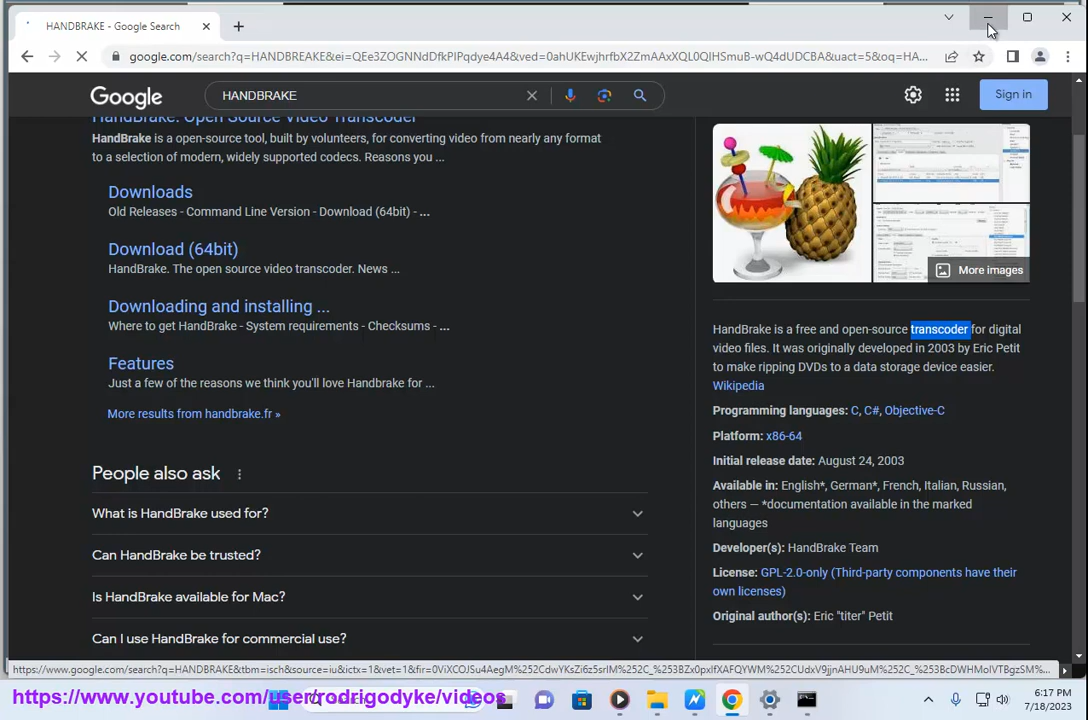 HANDBRAKE - Google Search
google.com/search?q=HANDBREAKE&ei=QEe3ZOGNNdDfkPIPqdye4A4&ved=0ahUKEwjhrfbX2ZmAAxXQL0QIHSmuB-wQ4dUDCBA&uact=5&oq=HA...
Google
HANDBRAKE
Sign in
HandBrake: Open Source Video Transcoder
HandBrake is a open-source tool, built by volunteers, for converting video from nearly any format
to a selection of modern, widely supported codecs. Reasons you ...
Downloads
Old Releases - Command Line Version - Download (64bit) - ...
Download (64bit)
HandBrake. The open source video transcoder. News ...
Downloading and installing ...
Where to get HandBrake - System requirements - Checksums - ...
Features
Just a few of the reasons we think you'll love Handbrake for ...
More results from handbrake.fr »
People also ask
What is HandBrake used for?
Can HandBrake be trusted?
Is HandBrake available for Mac?
Can I use HandBrake for commercial use?
More images
HandBrake is a free and open-source transcoder for digital
video files. It was originally developed in 2003 by Eric Petit
to make ripping DVDs to a data storage device easier.
Wikipedia
Programming languages: C, C#, Objective-C
Platform: x86-64
Initial release date: August 24, 2003
Available in: English*, German*, French, Italian, Russian,
others — *documentation available in the marked
languages
Developer(s): HandBrake Team
License: GPL-2.0-only (Third-party components have their
own licenses)
Original author(s): Eric "titer" Petit
https://www.youtube.com/user/rodrigodyke/videos
6:17 PM
7/18/2023